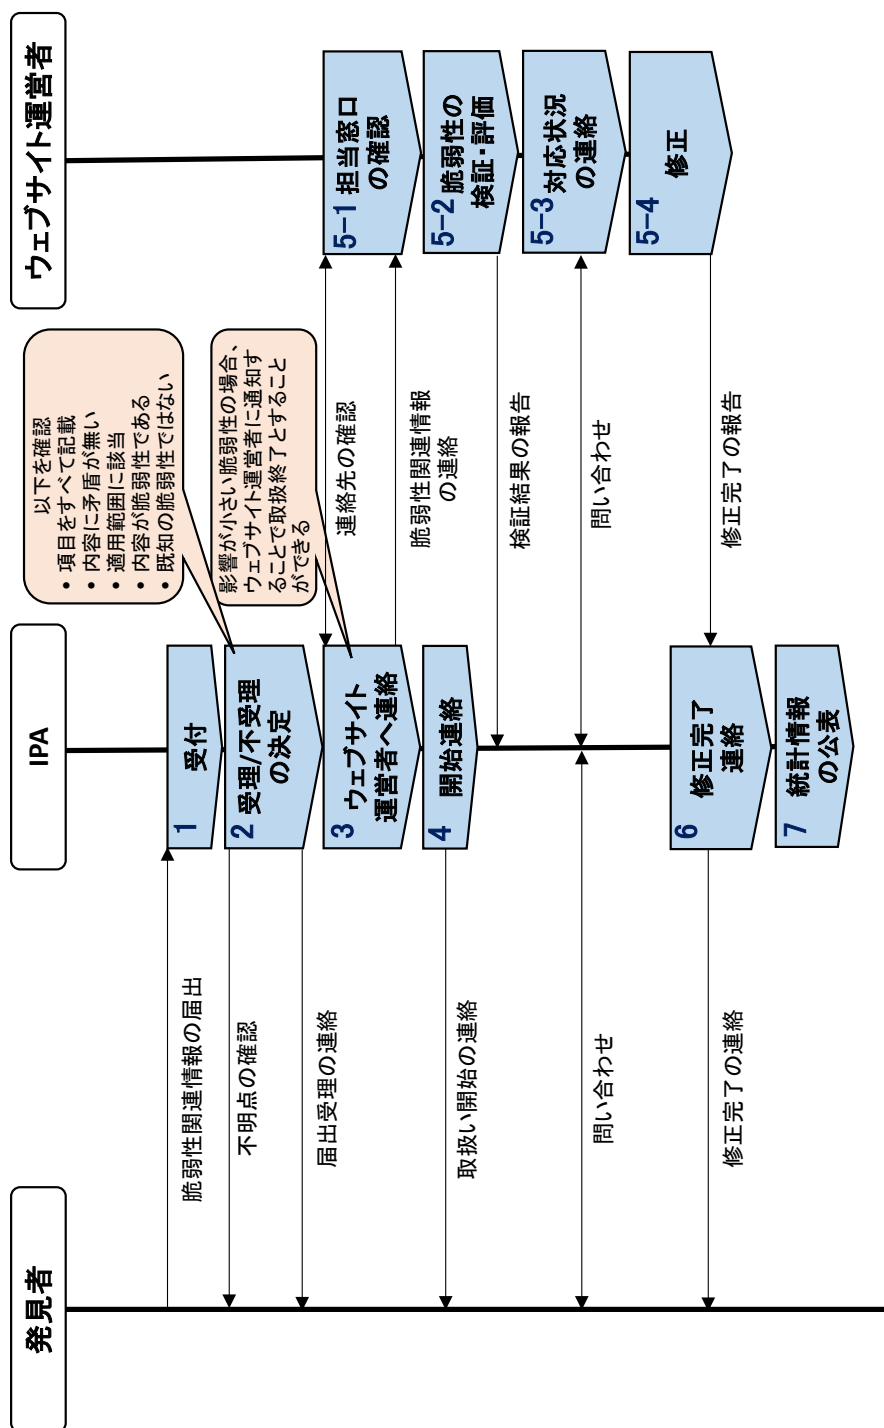 発見者
IPA
ウェブサイト運営者
脆弱性関連情報の届出
1
受付
以下を確認
• 項目をすべて記載
• 内容に矛盾が無い
• 適用範囲に該当
• 内容が脆弱性である
• 既知の脆弱性ではない
不明点の確認
2
受理/不受理
の決定
届出受理の連絡
影響が小さい脆弱性の場合、
ウェブサイト運営者に通知す
ることで取扱終了とすること
ができる
3
ウェブサイト
運営者へ連絡
連絡先の確認
5-1
担当窓口
の確認
脆弱性関連情報
の連絡
取扱い開始の連絡
4
開始連絡
検証結果の報告
5-2
脆弱性の
検証・評価
問い合わせ
問い合わせ
5-3
対応状況
の連絡
5-4
修正
修正完了の連絡
6
修正完了
連絡
修正完了の報告
7
統計情報
の公表